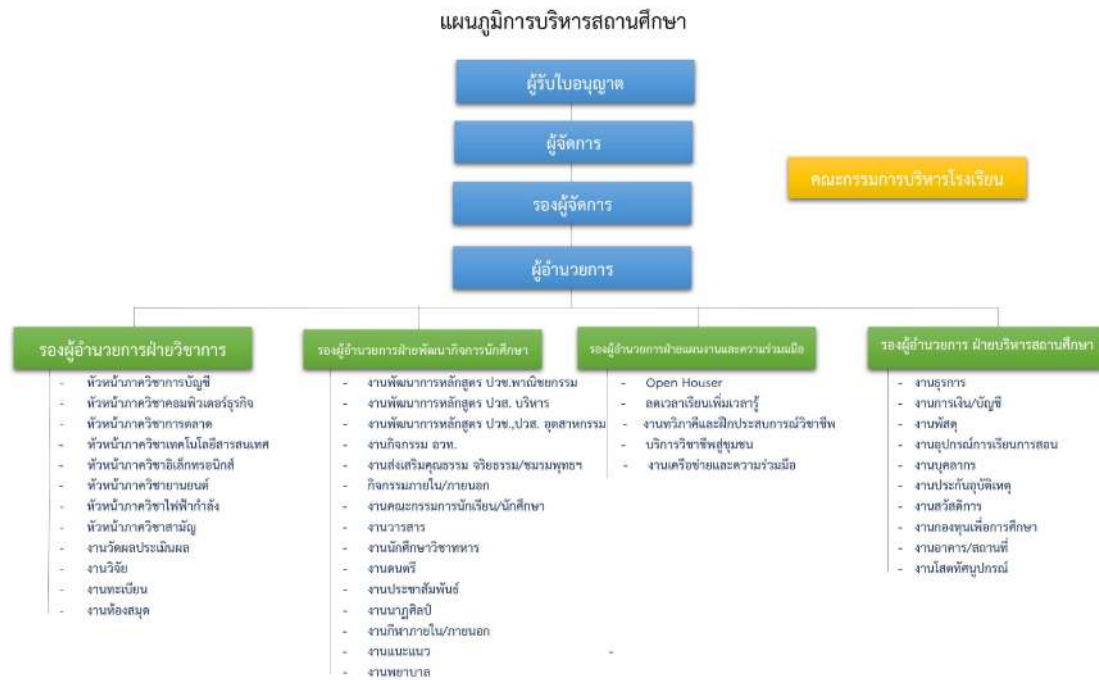 แผนภูมิการบริหารสถานศึกษา
ผู้รับใบอนุญาต
ผู้จัดการ
คณะกรรมการบริหารโรงเรียน
รองผู้จัดการ
ผู้อำนวยการ
รองผู้อำนวยการฝ่ายวิชาการ
- หัวหน้าภาควิชาการบัญชี
- หัวหน้าภาควิชาคอมพิวเตอร์ธุรกิจ
- หัวหน้าภาควิชาการตลาด
- หัวหน้าภาควิชาเทคโนโลยีสารสนเทศ
- หัวหน้าภาควิชาอิเล็กทรอนิกส์
- หัวหน้าภาควิชายานยนต์
- หัวหน้าภาควิชาไฟฟ้ากำลัง
- หัวหน้าภาควิชาสามัญ
- งานวัดผลประเมินผล
- งานวิจัย
- งานทะเบียน
- งานห้องสมุด
รองผู้อำนวยการฝ่ายพัฒนากิจการนักศึกษา
- งานพัฒนาการหลักสูตร ปวช.พาณิชยกรรม
- งานพัฒนาการหลักสูตร ปวส. บริหาร
- งานพัฒนาการหลักสูตร ปวช.,ปวส. อุตสาหกรรม
- งานกิจกรรม อวท.
- งานส่งเสริมคุณธรรม จริยธรรม/ชมรมพุทธฯ
- กิจกรรมภายใน/ภายนอก
- งานคณะกรรมการนักเรียน/นักศึกษา
- งานวารสาร
- งานนักศึกษาวิชาทหาร
- งานดนตรี
- งานประชาสัมพันธ์
- งานนาฏศิลป์
- งานกีฬาภายใน/ภายนอก
- งานแนะแนว
- งานพยาบาล
รองผู้อำนวยการฝ่ายแผนงานและความร่วมมือ
- Open Houser
- ลดเวลาเรียนเพิ่มเวลารู้
- งานทวิภาคีและฝึกประสบการณ์วิชาชีพ
- บริการวิชาชีพสู่ชุมชน
- งานเครือข่ายและความร่วมมือ
-
รองผู้อำนวยการ ฝ่ายบริหารสถานศึกษา
- งานธุรการ
- งานการเงิน/บัญชี
- งานพัสดุ
- งานอุปกรณ์การเรียนการสอน
- งานบุคลากร
- งานประกันอุบัติเหตุ
- งานสวัสดิการ
- งานกองทุนเพื่อการศึกษา
- งานอาคาร/สถานที่
- งานโสตทัศนูปกรณ์